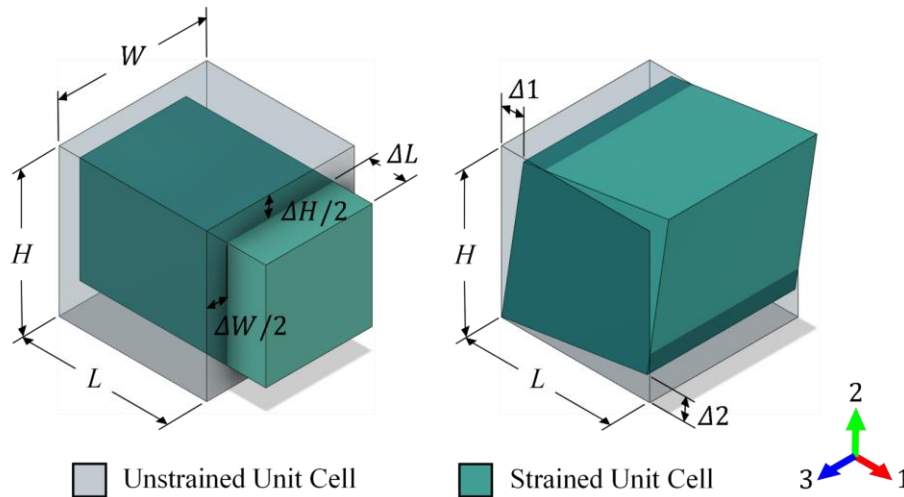 W
ΔL
ΔH/2
H
ΔW/2
L
Δ1
H
L
Δ2
Unstrained Unit Cell
Strained Unit Cell
2
3
1